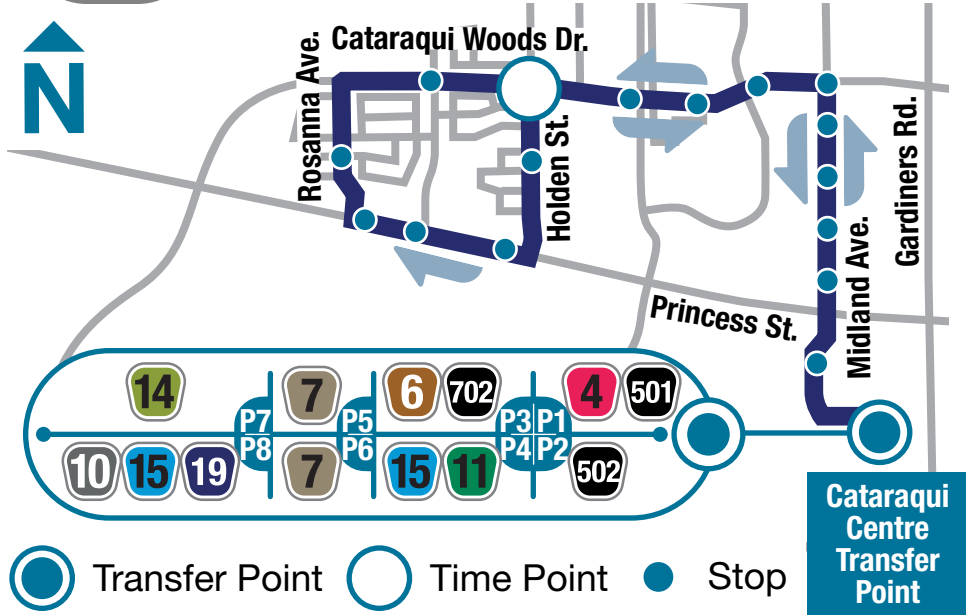 N
Rosanna Ave.
Cataraqui Woods Dr.
Holden St.
Gardiners Rd.
Midland Ave.
Princess St.
14
7
6
702
4
501
P7
P5
P3
P1
P8
P6
P4
P2
10
15
19
7
15
11
502
Cataraqui
Centre
Transfer
Point
Transfer Point
Time Point
Stop